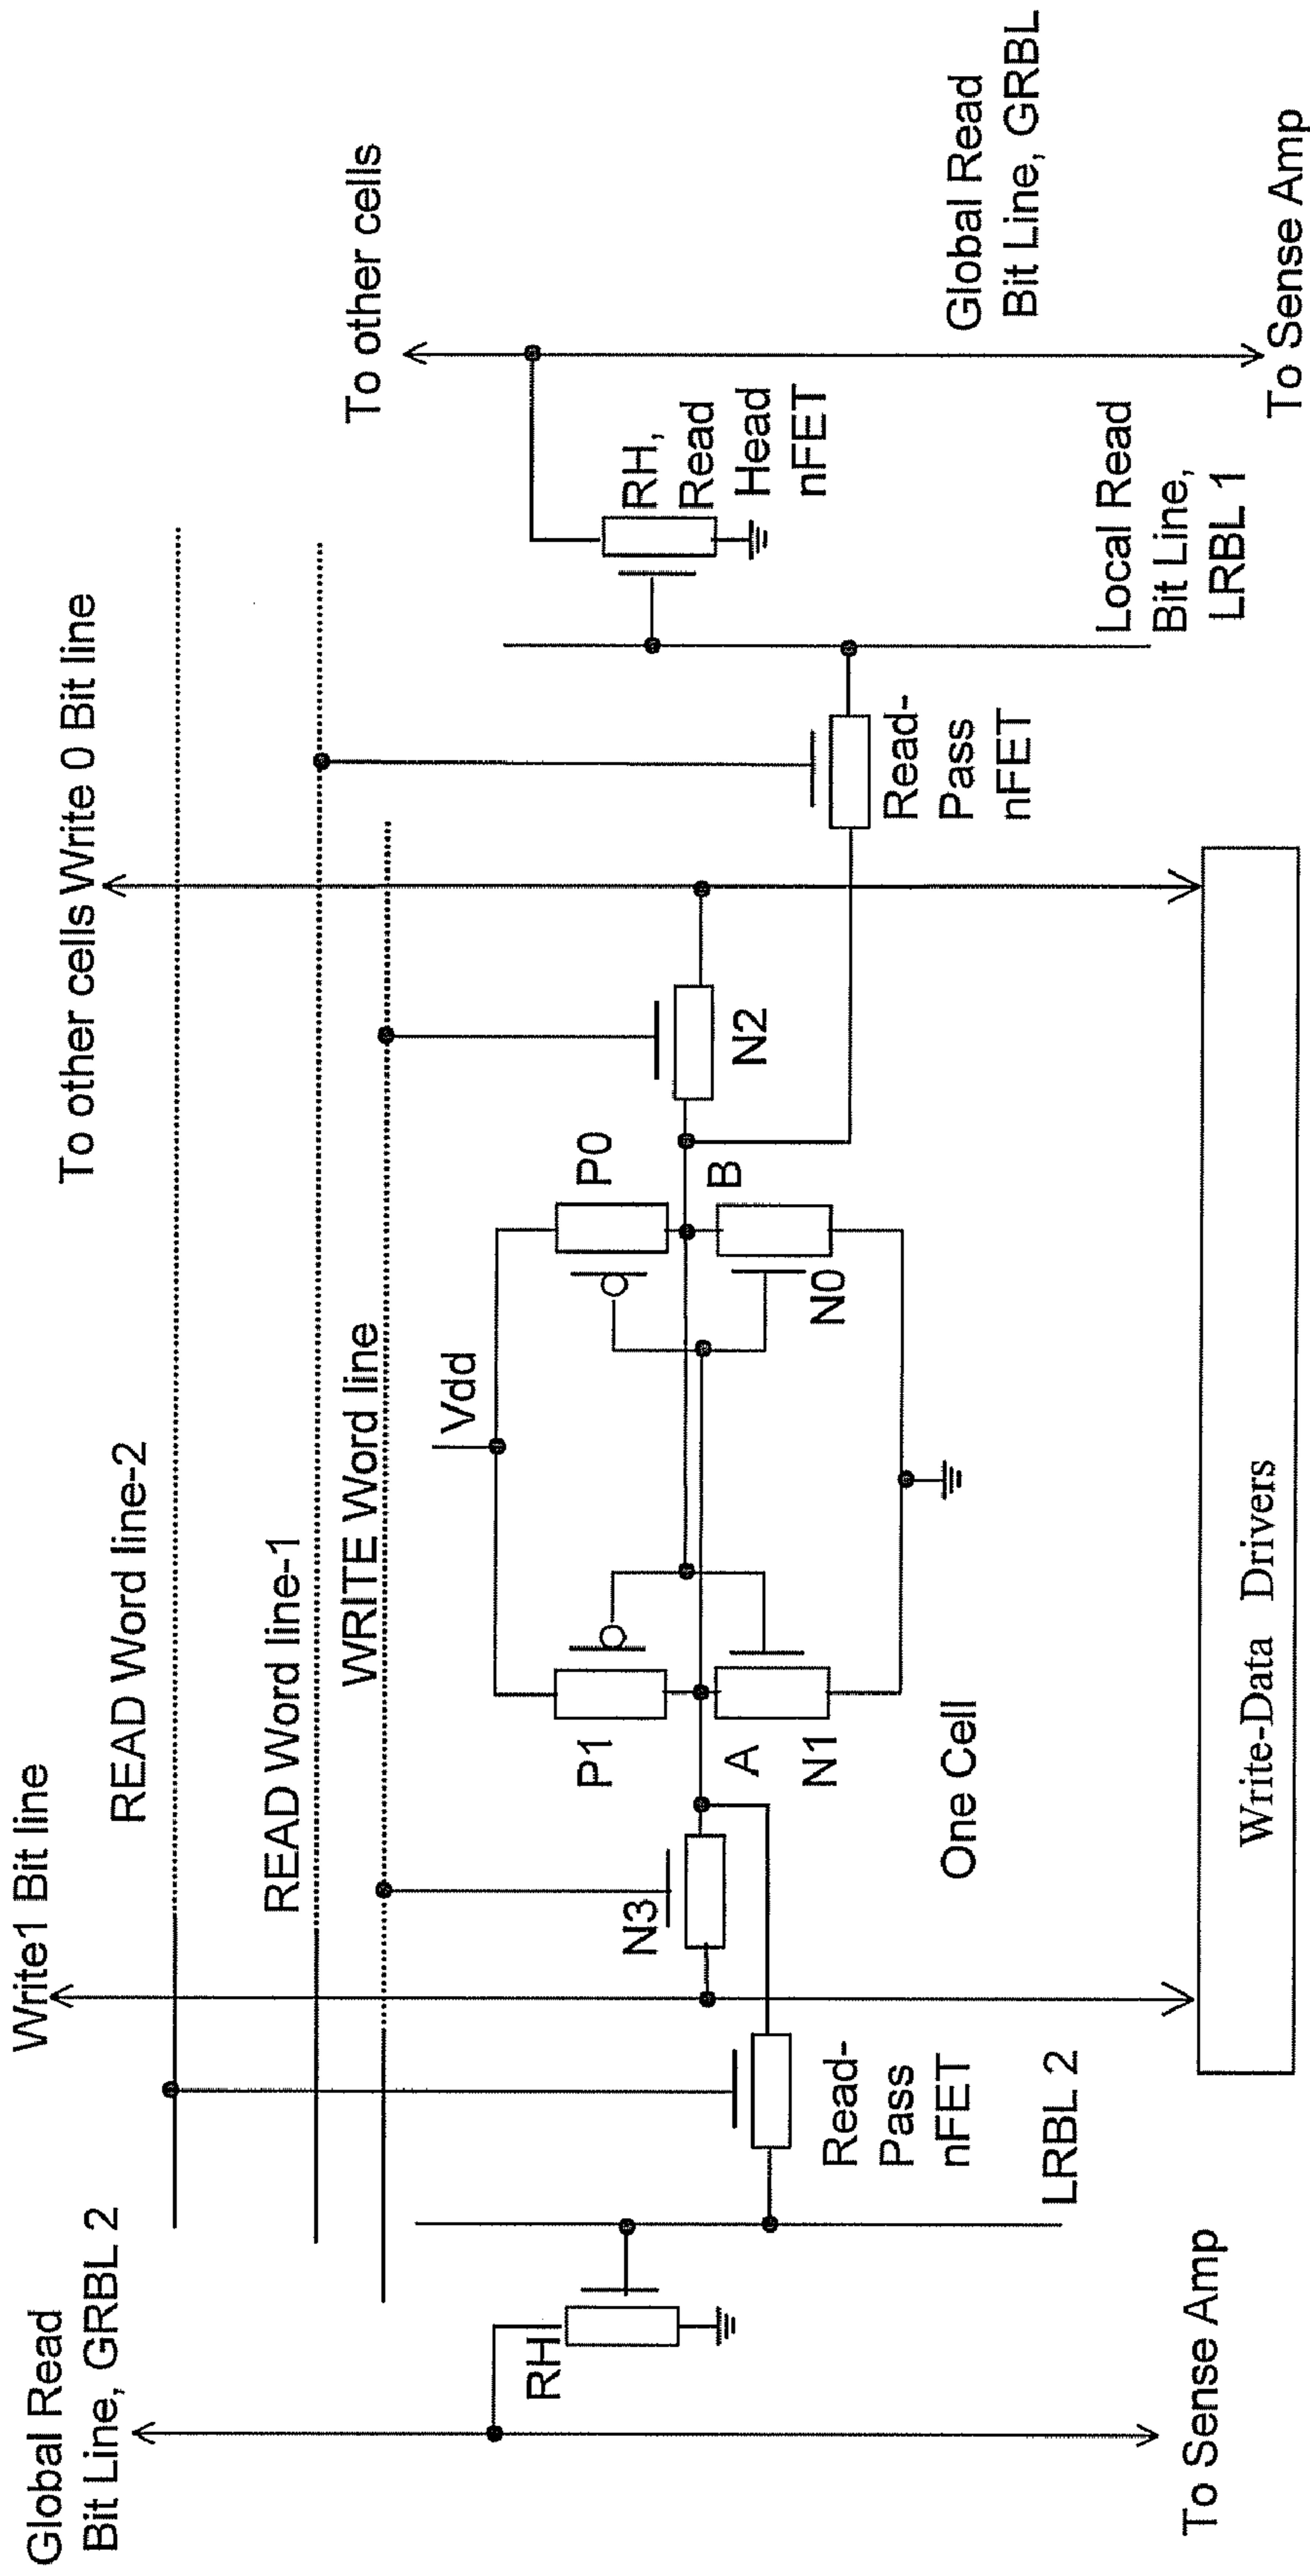 Global Read
Bit Line, GRBL 2
Write1 Bit line
READ Word line-2
READ Word line-1
WRITE Word line
To other cells Write 0 Bit line
To other cells
Vdd
P1
P0
A
B
N1
N0
N3
N2
RH
RH,
Read
Head
nFET
Read-
Pass
nFET
Read-
Pass
nFET
LRBL 2
One Cell
Local Read
Bit Line,
LRBL 1
Global Read
Bit Line, GRBL
To Sense Amp
Write-Data Drivers
To Sense Amp